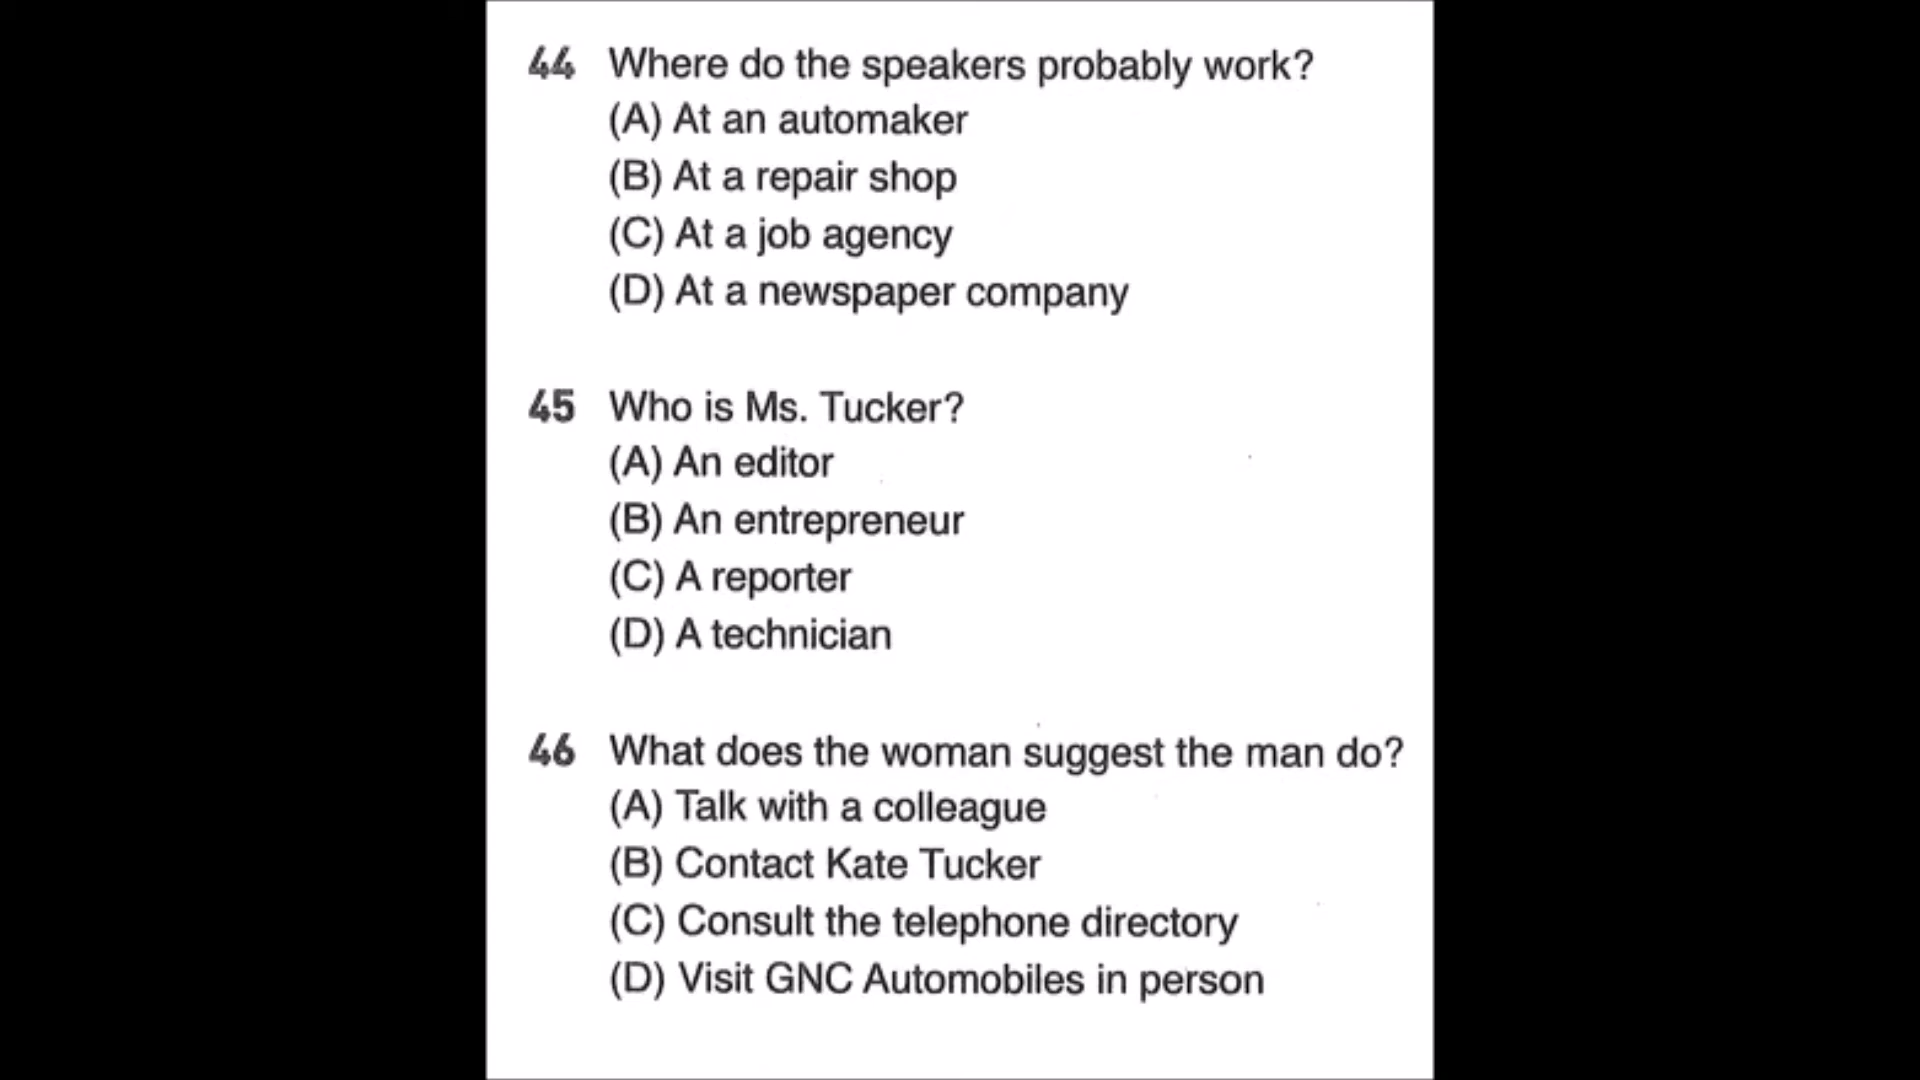 44 Where do the speakers probably work?
(A) At an automaker
(B) At a repair shop
(C) At a job agency
(D) At a newspaper company
45 Who is Ms. Tucker?
(A) An editor
(B) An entrepreneur
(C) A reporter
(D) A technician
46 What does the woman suggest the man do?
(A) Talk with a colleague
(B) Contact Kate Tucker
(C) Consult the telephone directory
(D) Visit GNC Automobiles in person